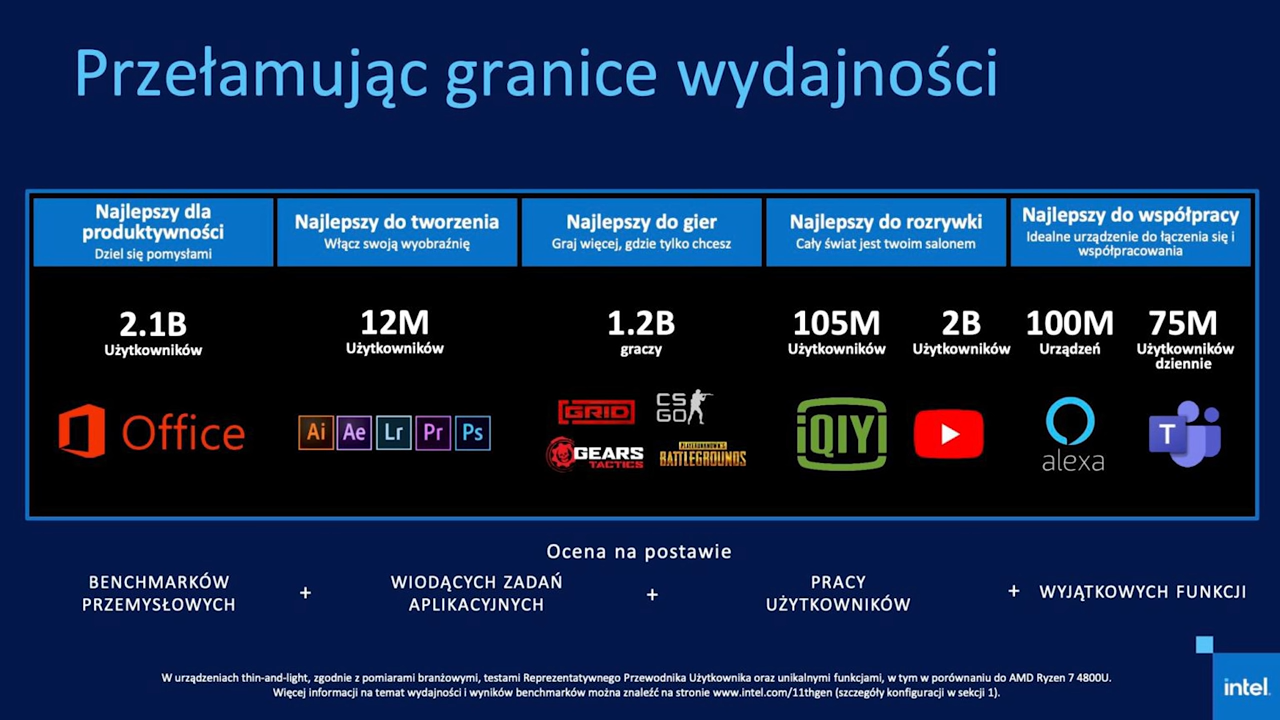 Przełamując granice wydajności
Najlepszy dla
produktywności
Dziel się pomysłami
Najlepszy do tworzenia
Włącz swoją wyobraźnię
Najlepszy do gier
Graj więcej, gdzie tylko chcesz
Najlepszy do rozrywki
Cały świat jest twoim salonem
Najlepszy do współpracy
Idealne urządzenie do łączenia się i
współpracowania
2.1B
Użytkowników
12M
Użytkowników
1.2B
graczy
105M
Użytkowników
2B
Użytkowników
100M
Urządzeń
75M
Użytkowników
dziennie
Office
Ai Ae Lr Pr Ps
GRID
CS
GO
GEARS
TACTICS
PLAYERUNKNOWN'S
BATTLEGROUNDS
iQIY
alexa
T
Ocena na postawie
BENCHMARKÓW
PRZEMYSŁOWYCH
+
WIODĄCYCH ZADAŃ
APLIKACYJNYCH
+
PRACY
UŻYTKOWNIKÓW
+ WYJĄTKOWYCH FUNKCJI
W urządzeniach thin-and-light, zgodnie z pomiarami branżowymi, testami Reprezentatywnego Przewodnika Użytkownika oraz unikalnymi funkcjami, w tym w porównaniu do AMD Ryzen 7 4800U.
Więcej informacji na temat wydajności i wyników benchmarków można znaleźć na stronie www.intel.com/11thgen (szczegóły konfiguracji w sekcji 1).
intel.